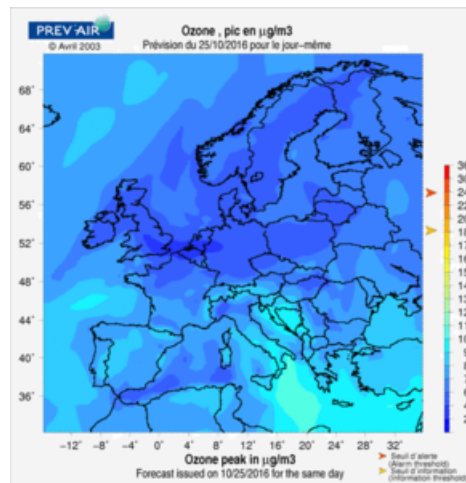 PREV'AIR
© Avril 2003
Ozone , pic en µg/m3
Prévision du 25/10/2016 pour le jour-même
68°
64°
60°
56°
52°
48°
44°
40°
36°
−12° −8° −4° 0° 4° 8° 12° 16° 20° 24° 28° 32°
Ozone peak in µg/m3
Forecast issued on 10/25/2016 for the same day
Seuil d'alerte
(Alarm threshold)
Seuil d'information
(Information threshold)